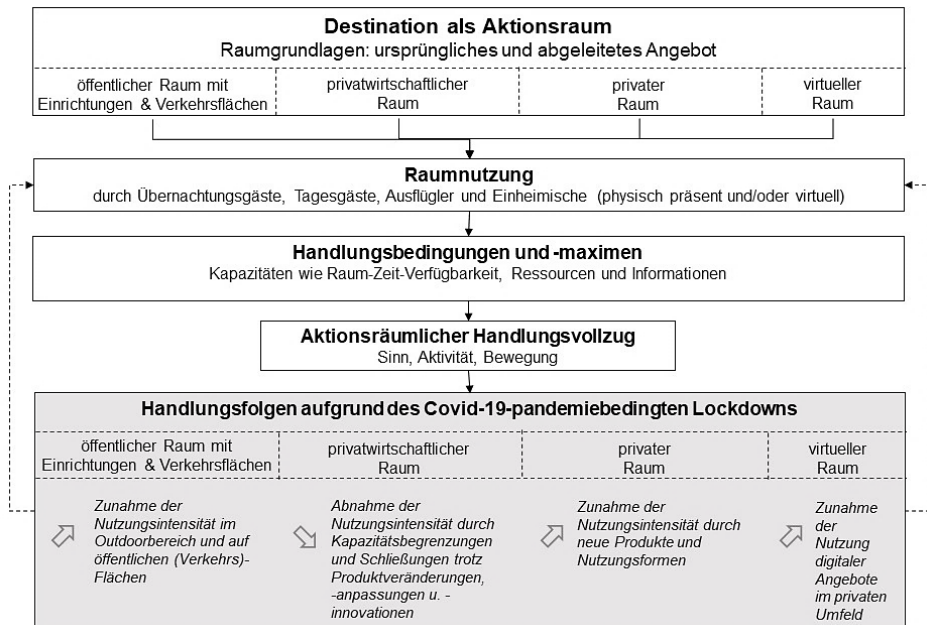 Destination als Aktionsraum
Raumgrundlagen: ursprüngliches und abgeleitetes Angebot
öffentlicher Raum mit
Einrichtungen & Verkehrsflächen
privatwirtschaftlicher
Raum
privater
Raum
virtueller
Raum
Raumnutzung
durch Übernachtungsgäste, Tagesgäste, Ausflügler und Einheimische (physisch präsent und/oder virtuell)
Handlungsbedingungen und -maximen
Kapazitäten wie Raum-Zeit-Verfügbarkeit, Ressourcen und Informationen
Aktionsräumlicher Handlungsvollzug
Sinn, Aktivität, Bewegung
Handlungsfolgen aufgrund des Covid-19-pandemiebedingten Lockdowns
öffentlicher Raum mit
Einrichtungen & Verkehrsflächen
privatwirtschaftlicher
Raum
privater
Raum
virtueller
Raum
Zunahme der
Nutzungsintensität im
Outdoorbereich und auf
öffentlichen (Verkehrs)-
Flächen
Abnahme der
Nutzungsintensität durch
Kapazitätsbegrenzungen
und Schließungen trotz
Produktveränderungen,
-anpassungen u. -
innovationen
Zunahme der
Nutzungsintensität durch
neue Produkte und
Nutzungsformen
Zunahme
der
Nutzung
digitaler
Angebote
im privaten
Umfeld